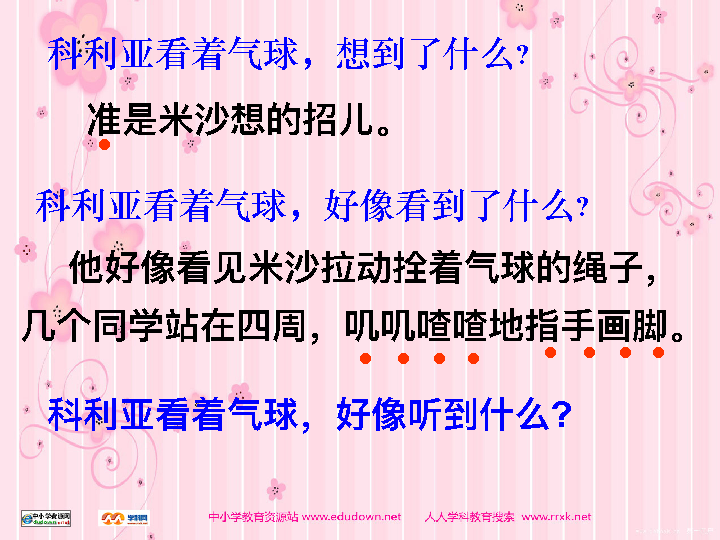 科利亚看着气球，想到了什么?
准是米沙想的招儿。
科利亚看着气球，好像看到了什么?
他好像看见米沙拉动拴着气球的绳子，
几个同学站在四周，叽叽喳喳地指手画脚。
科利亚看着气球，好像听到什么?
中小学教育资源站 www.edudown.net 人人学科教育搜索 www.rrxk.net